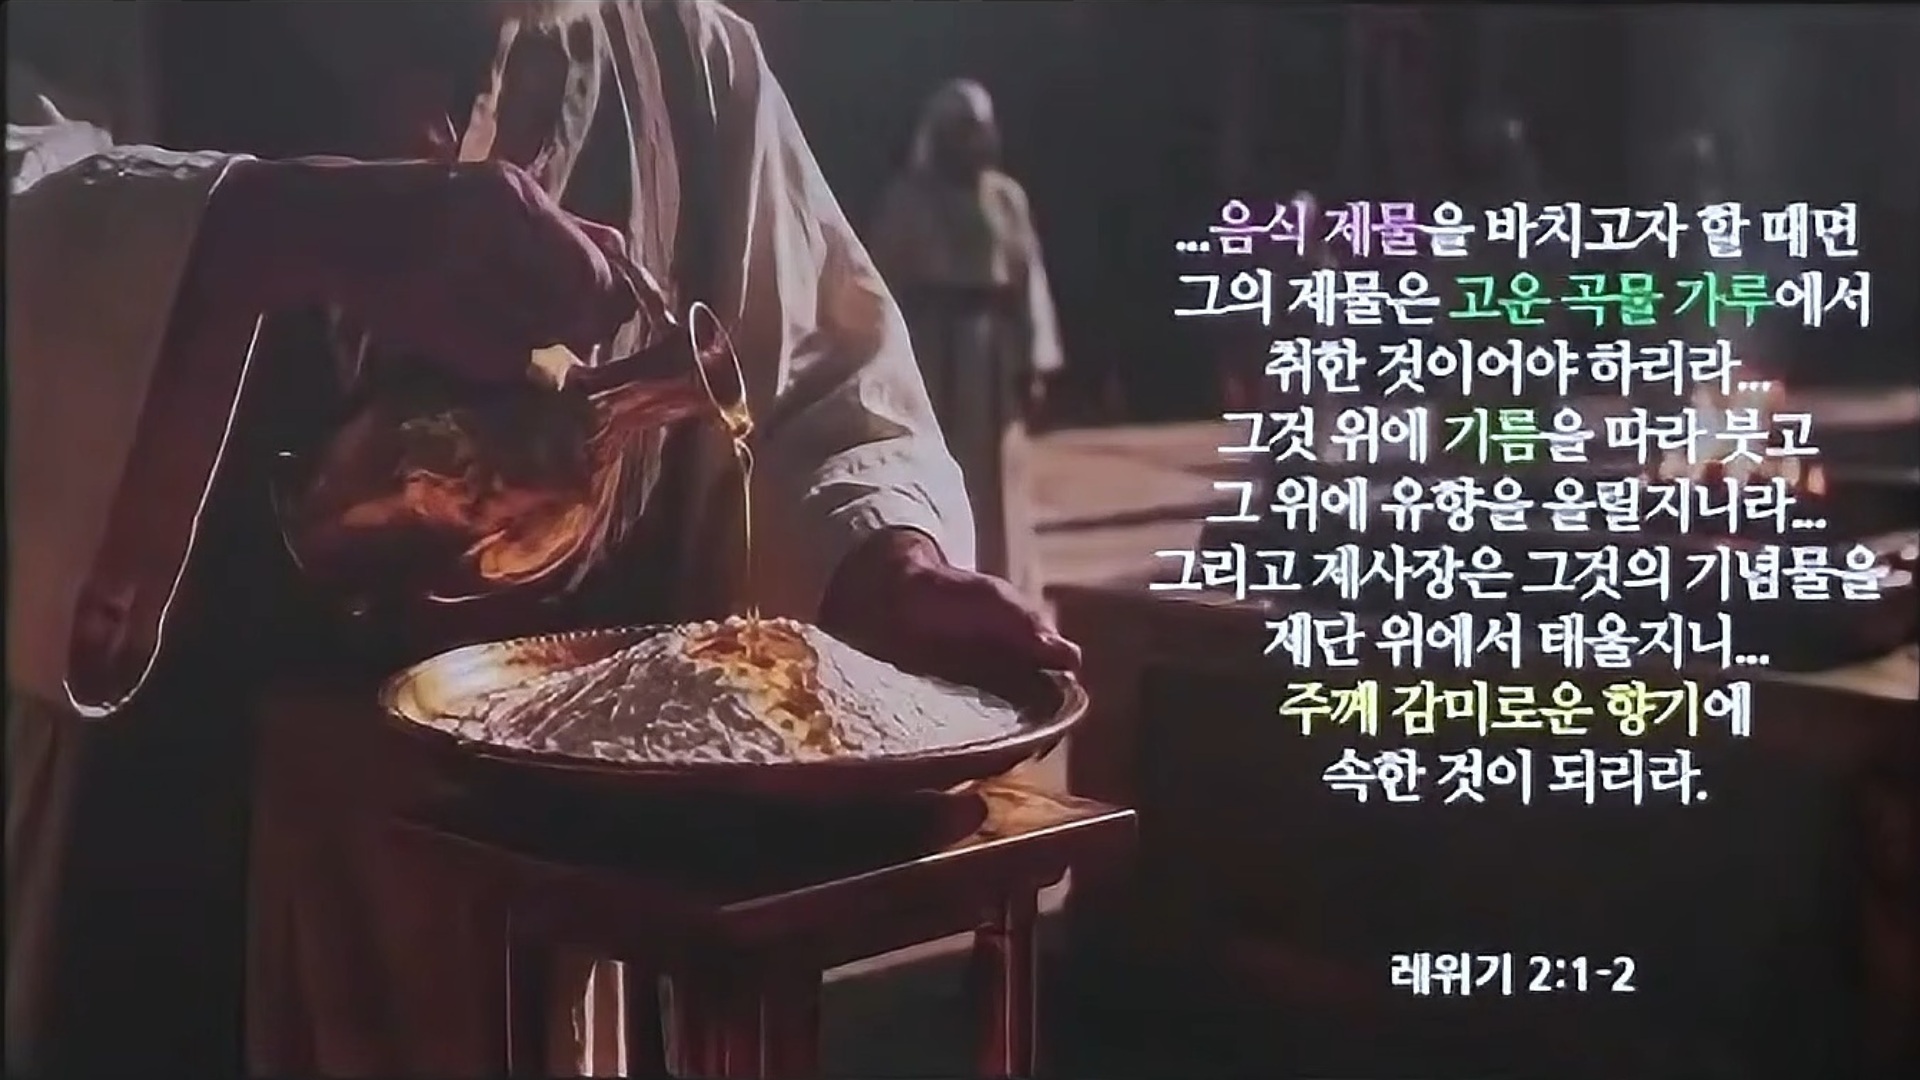 ...음식 제물을 바치고자 할 때면
그의 제물은 고운 곡물 가루에서
취한 것이어야 하리라...
그것 위에 기름을 따라 붓고
그 위에 유향을 올릴지니라...
그리고 제사장은 그것의 기념물을
제단 위에서 태울지니...
주께 감미로운 향기에
속한 것이 되리라.
레위기 2:1-2